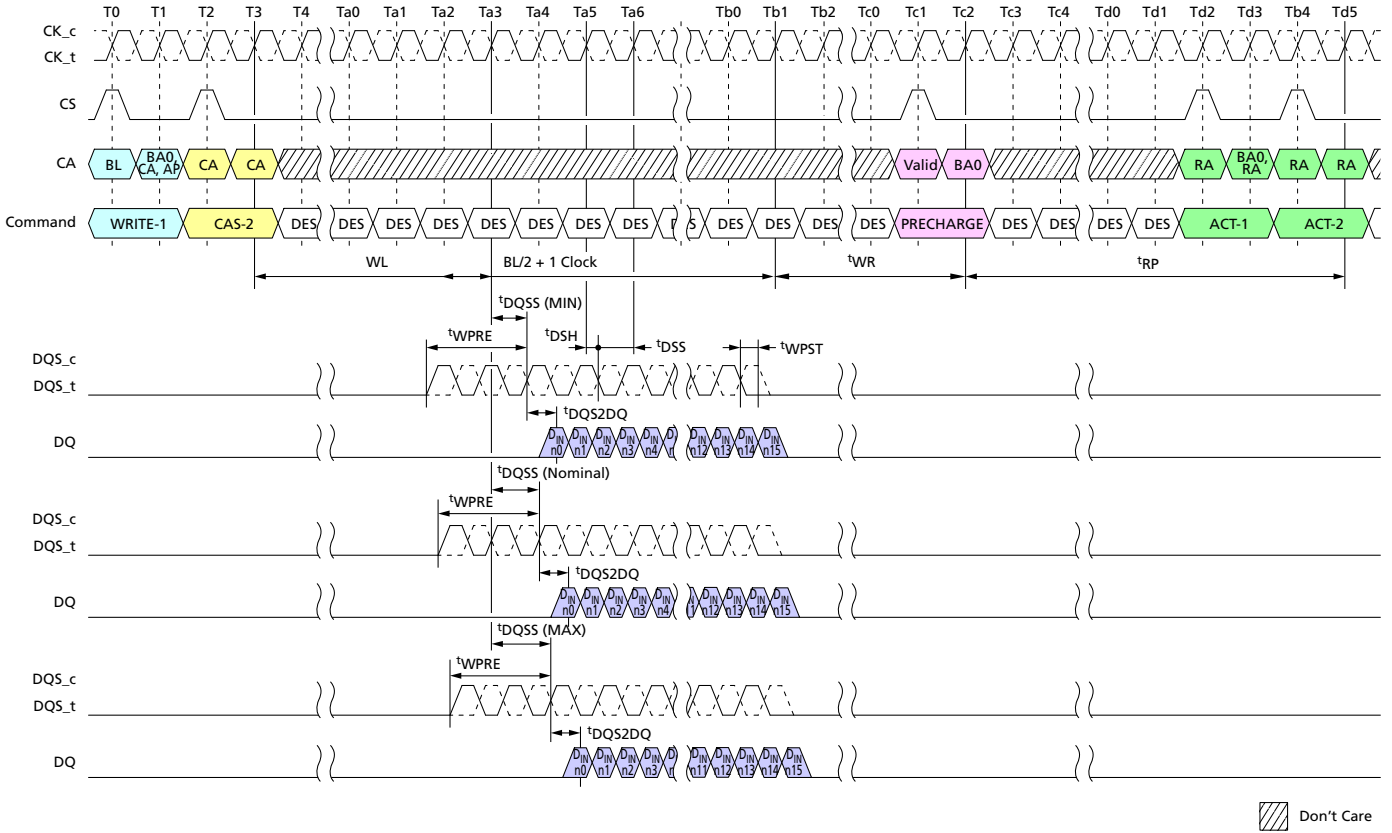 T0 T1 T2 T3 T4 Ta0 Ta1 Ta2 Ta3 Ta4 Ta5 Ta6 Tb0 Tb1 Tb2 Tc0 Tc1 Tc2 Tc3 Tc4 Td0 Td1 Td2 Td3 Tb4 Td5
CK_c
CK_t
CS
CA BL BA0, CA, AP CA CA Valid BA0 RA BA0, RA RA RA
Command WRITE-1 CAS-2 DES DES DES DES DES DES DES DES DES DES DES DES PRECHARGE DES DES DES DES ACT-1 ACT-2
WL BL/2 + 1 Clock tWR tRP
tDQSS (MIN)
tWPRE tDSH tDSS tWPST
DQS_c
DQS_t
tDQS2DQ
DQ DIN n0 DIN n1 DIN n2 DIN n3 DIN n4 DIN n12 DIN n13 DIN n14 DIN n15
tDQSS (Nominal)
tWPRE
DQS_c
DQS_t
tDQS2DQ
DQ DIN n0 DIN n1 DIN n2 DIN n3 DIN n4 DIN n12 DIN n13 DIN n14 DIN n15
tDQSS (MAX)
tWPRE
DQS_c
DQS_t
tDQS2DQ
DQ DIN n0 DIN n1 DIN n2 DIN n3 DIN n11 DIN n12 DIN n13 DIN n14 DIN n15
Don't Care